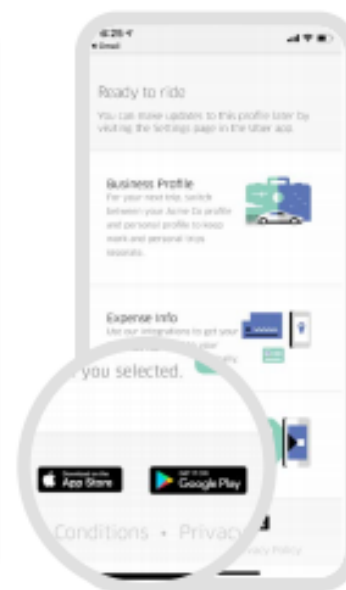 4:25
Gmail
Ready to ride
You can make updates to this profile later by
visiting the Settings page in the Uber app.
Business Profile
For your next trip, switch
between your Acme Co profile
and personal profile to keep
work and personal trips
separate.
Expense Info
Use our integrations to get your
your
you selected.
Download on the
App Store
GET IT ON
Google Play
Conditions • Privacy
Privacy Policy